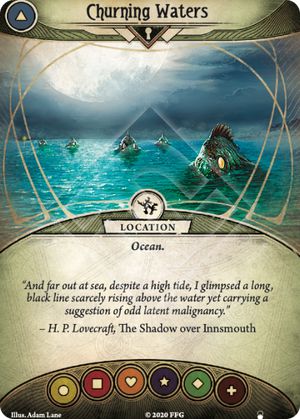 Churning Waters
LOCATION
Ocean.
“And far out at sea, despite a high tide, I glimpsed a long,
black line scarcely rising above the water yet carrying a
suggestion of odd latent malignancy.”
– H. P. Lovecraft, The Shadow over Innsmouth
Illus. Adam Lane
© 2020 FFG